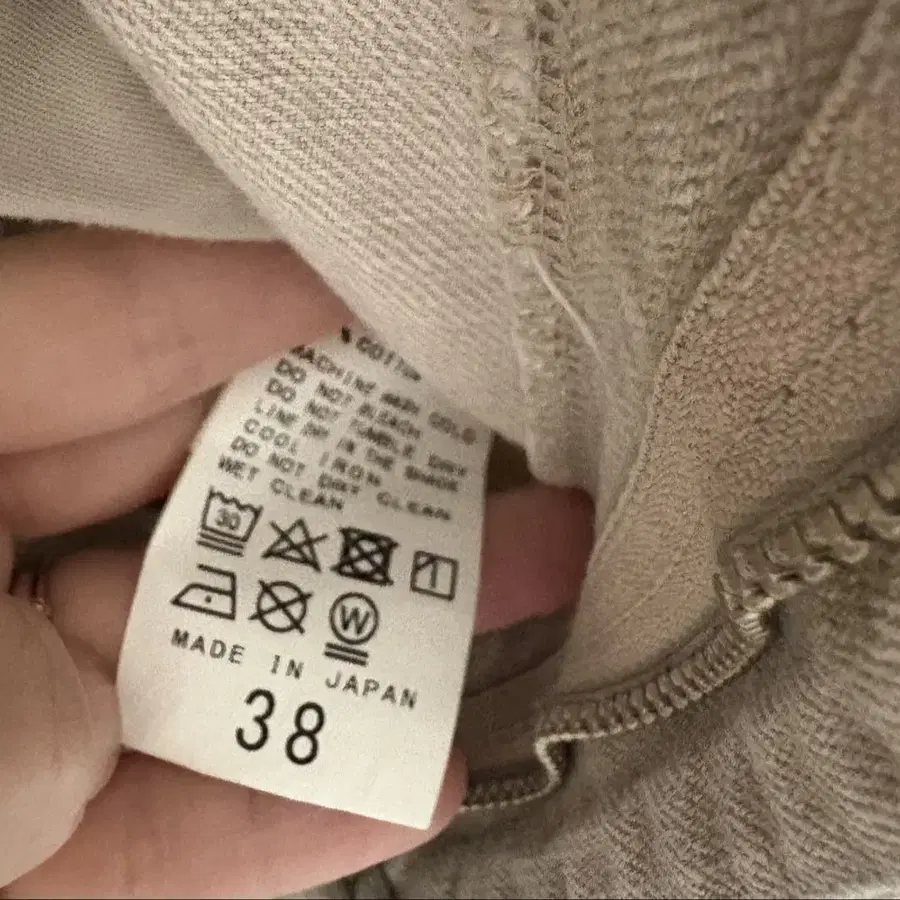 % COTTON
MACHINE WASH COLD
DO NOT BLEACH
DO NOT TUMBLE DRY
LINE DRY IN THE SHADE
COOL IRON
DO NOT DRY CLEAN
WET CLEAN
30
W
MADE IN JAPAN
38